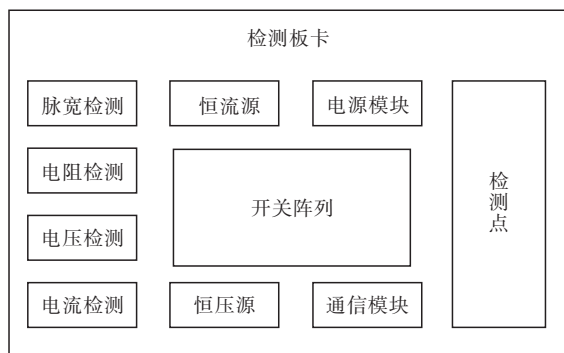 检测板卡
脉宽检测
恒流源
电源模块
电阻检测
开关阵列
检测点
电压检测
电流检测
恒压源
通信模块